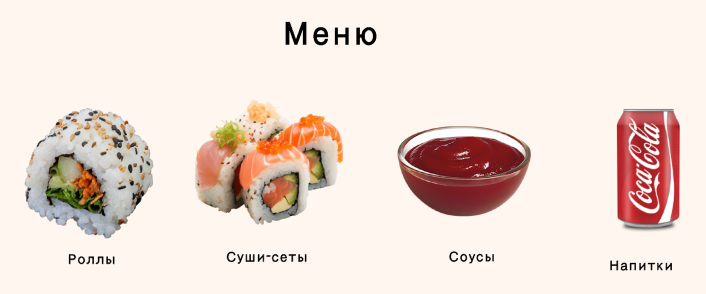 Меню
Роллы
Суши-сеты
Соусы
Напитки
Coca-Cola